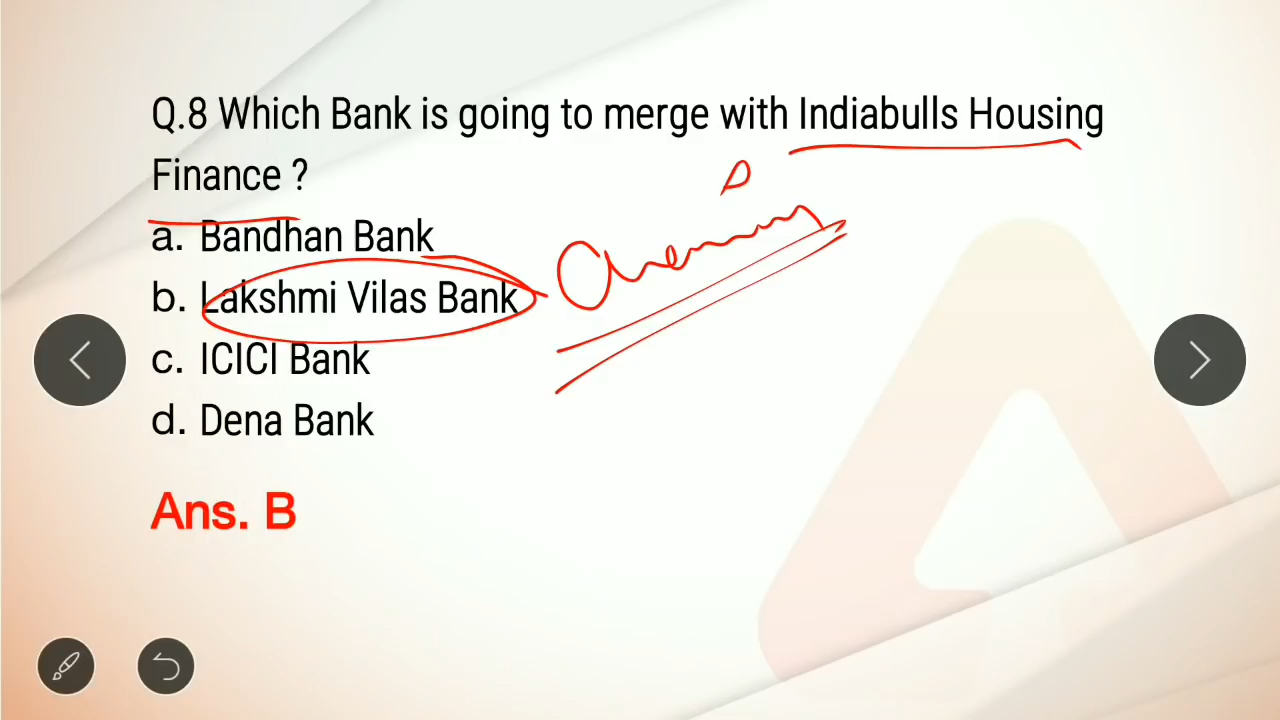 Q.8 Which Bank is going to merge with Indiabulls Housing
Finance ?
a. Bandhan Bank
b. Lakshmi Vilas Bank
c. ICICI Bank
d. Dena Bank
Ans. B